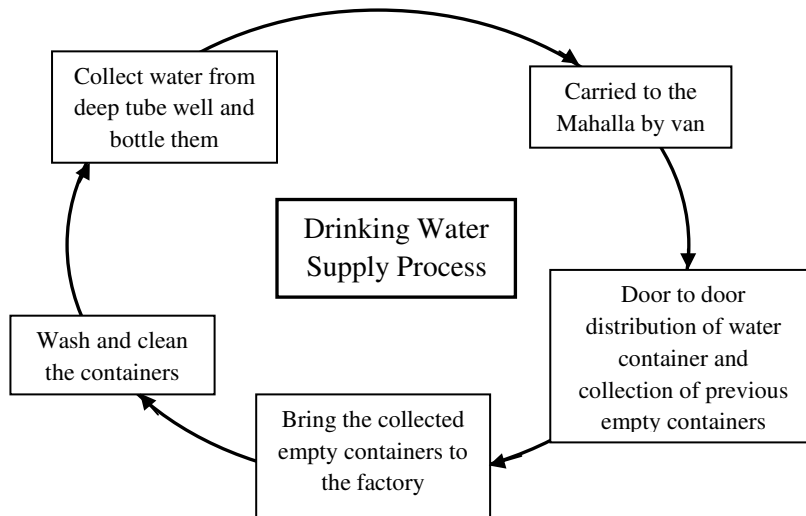 Collect water from
deep tube well and
bottle them
Carried to the
Mahalla by van
Drinking Water
Supply Process
Door to door
distribution of water
container and
collection of previous
empty containers
Wash and clean
the containers
Bring the collected
empty containers to
the factory